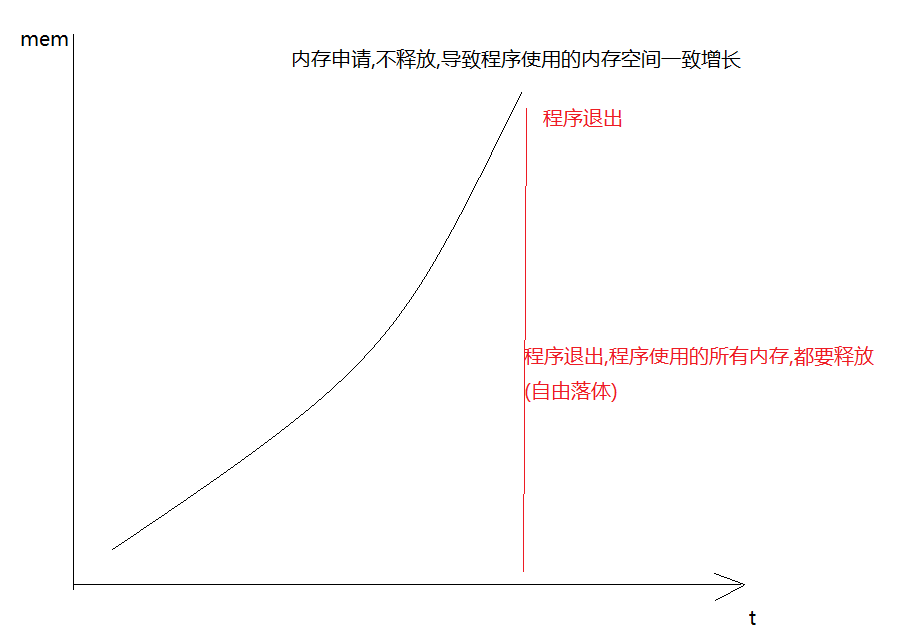 mem
内存申请,不释放,导致程序使用的内存空间一致增长
程序退出
程序退出,程序使用的所有内存,都要释放
(自由落体)
t